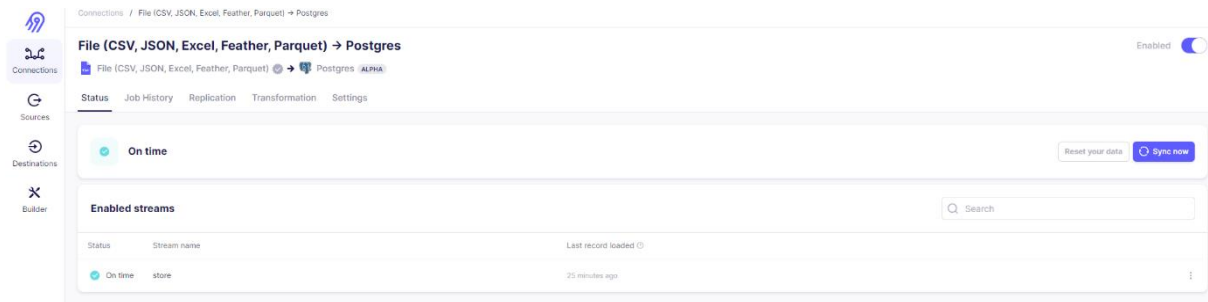 Connections / File (CSV, JSON, Excel, Feather, Parquet) → Postgres
File (CSV, JSON, Excel, Feather, Parquet) → Postgres
Enabled
File (CSV, JSON, Excel, Feather, Parquet) → Postgres ALPHA
Connections
Status Job History Replication Transformation Settings
Sources
On time
Reset your data Sync now
Destinations
Builder
Enabled streams
Search
Status Stream name Last record loaded
On time store 25 minutes ago